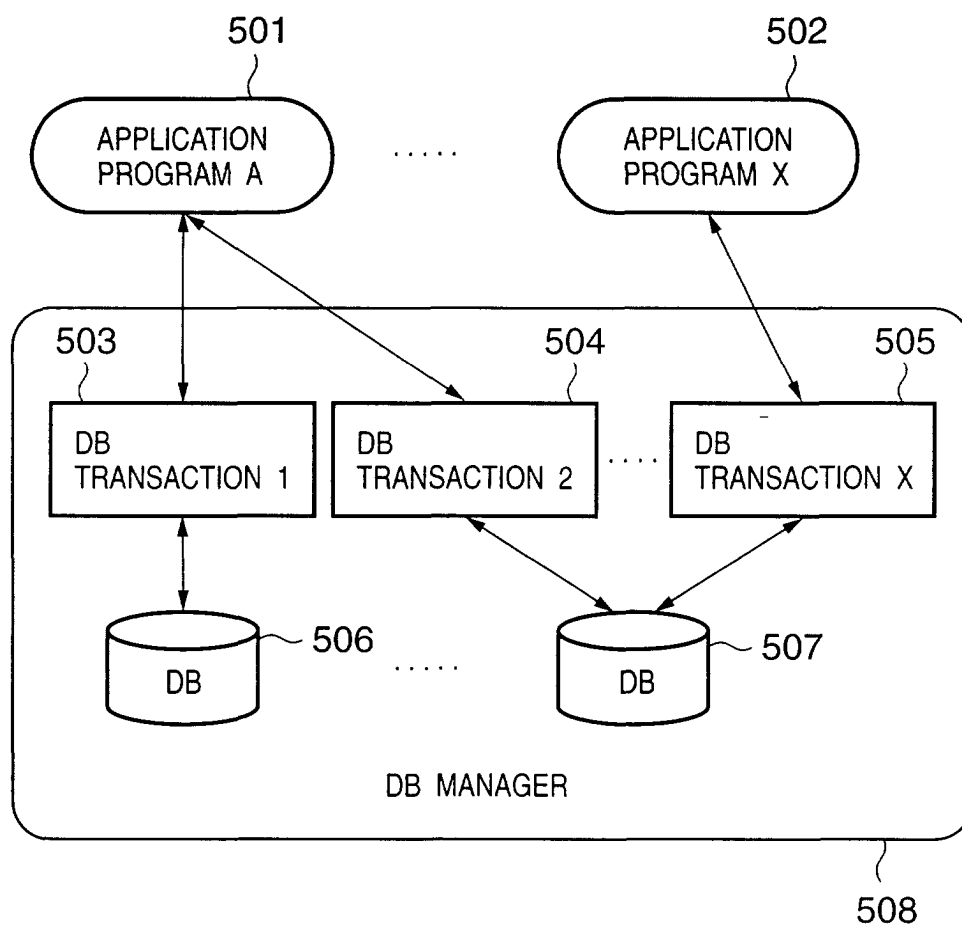 501
502
APPLICATION
PROGRAM A
.....
APPLICATION
PROGRAM X
503
504
505
DB
TRANSACTION 1
DB
TRANSACTION 2
....
DB
TRANSACTION X
506
507
DB
.....
DB
DB MANAGER
508